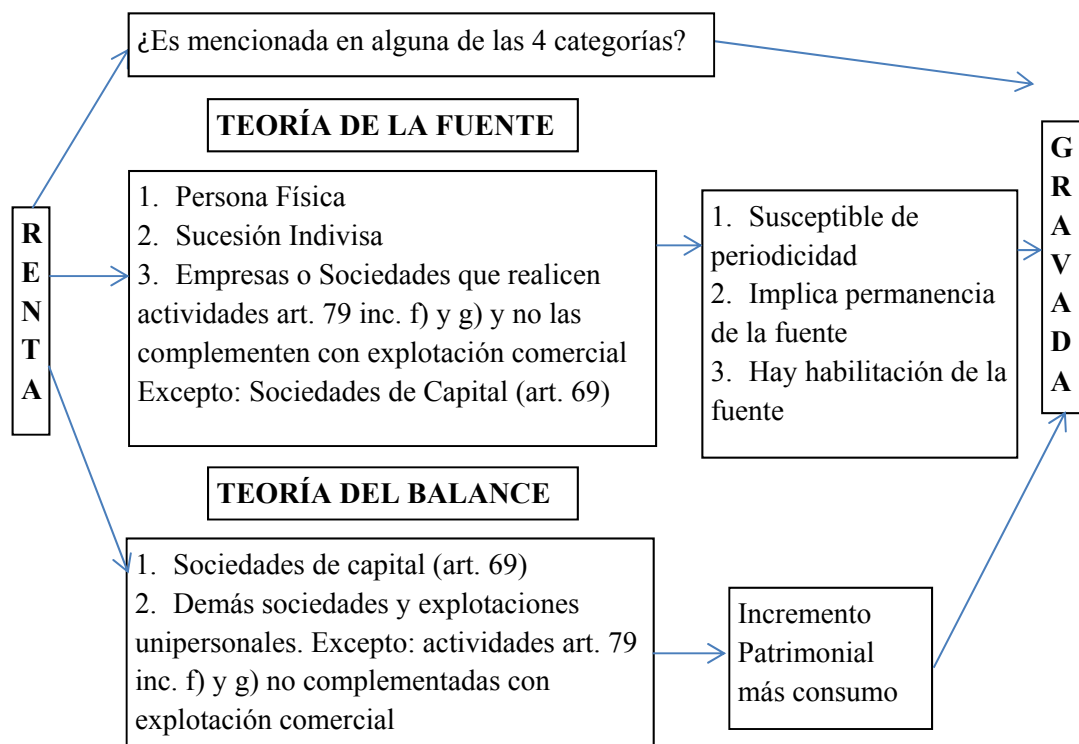 ¿Es mencionada en alguna de las 4 categorías?
TEORÍA DE LA FUENTE
RENTA
1. Persona Física
2. Sucesión Indivisa
3. Empresas o Sociedades que realicen
actividades art. 79 inc. f) y g) y no las
complementen con explotación comercial
Excepto: Sociedades de Capital (art. 69)
1. Susceptible de
periodicidad
2. Implica permanencia
de la fuente
3. Hay habilitación de la
fuente
GRAVADA
TEORÍA DEL BALANCE
1. Sociedades de capital (art. 69)
2. Demás sociedades y explotaciones
unipersonales. Excepto: actividades art. 79
inc. f) y g) no complementadas con
explotación comercial
Incremento
Patrimonial
más consumo